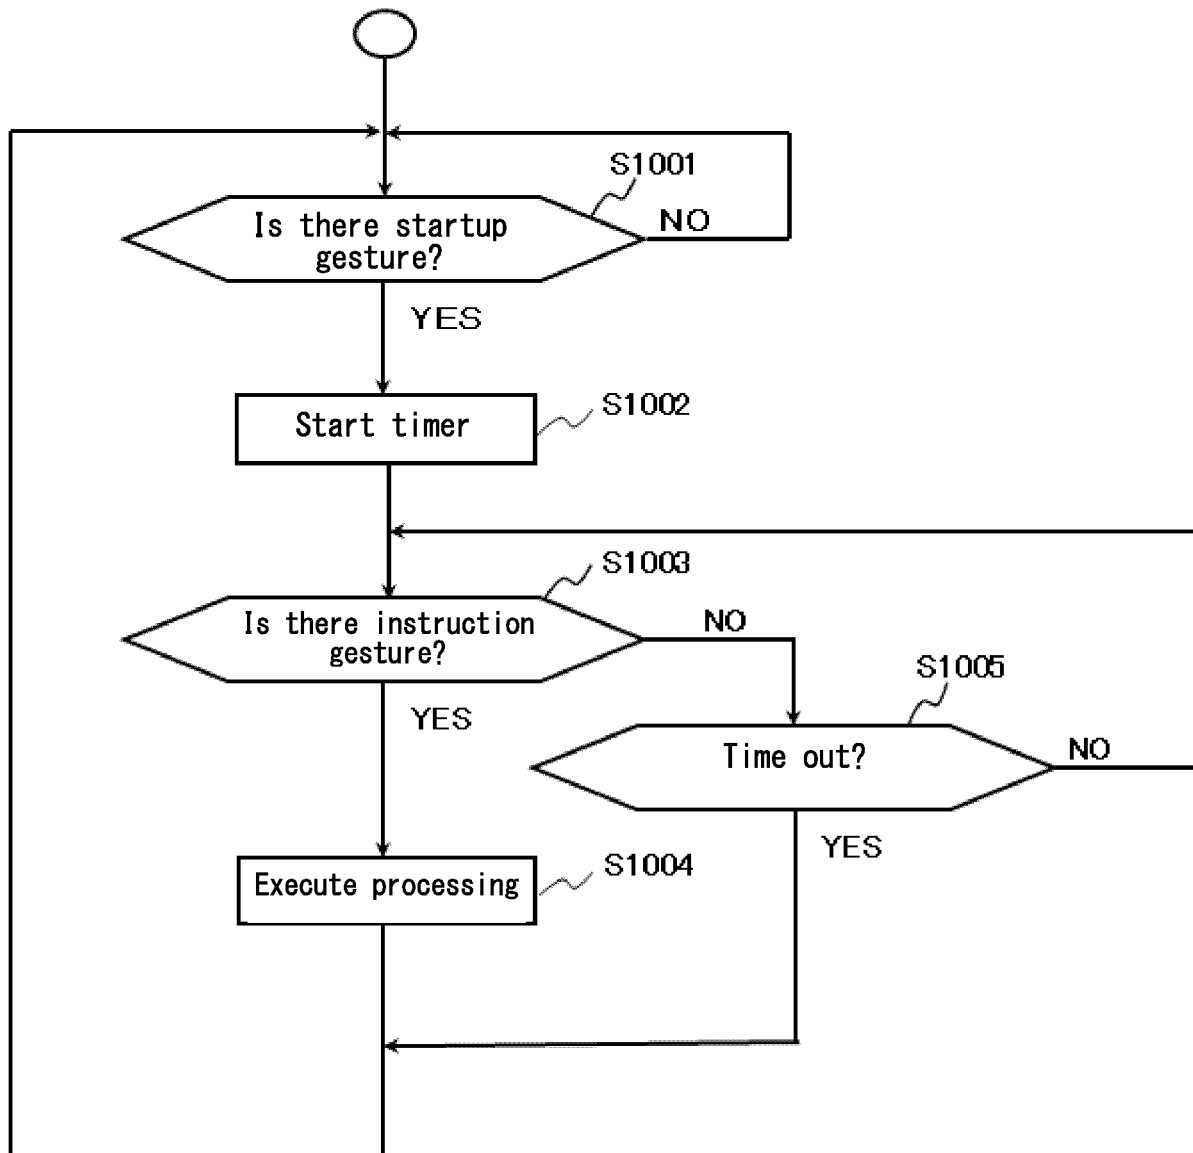 S1001
Is there startup
gesture?
NO
YES
Start timer
S1002
S1003
Is there instruction
gesture?
NO
S1005
YES
Time out?
NO
YES
Execute processing
S1004